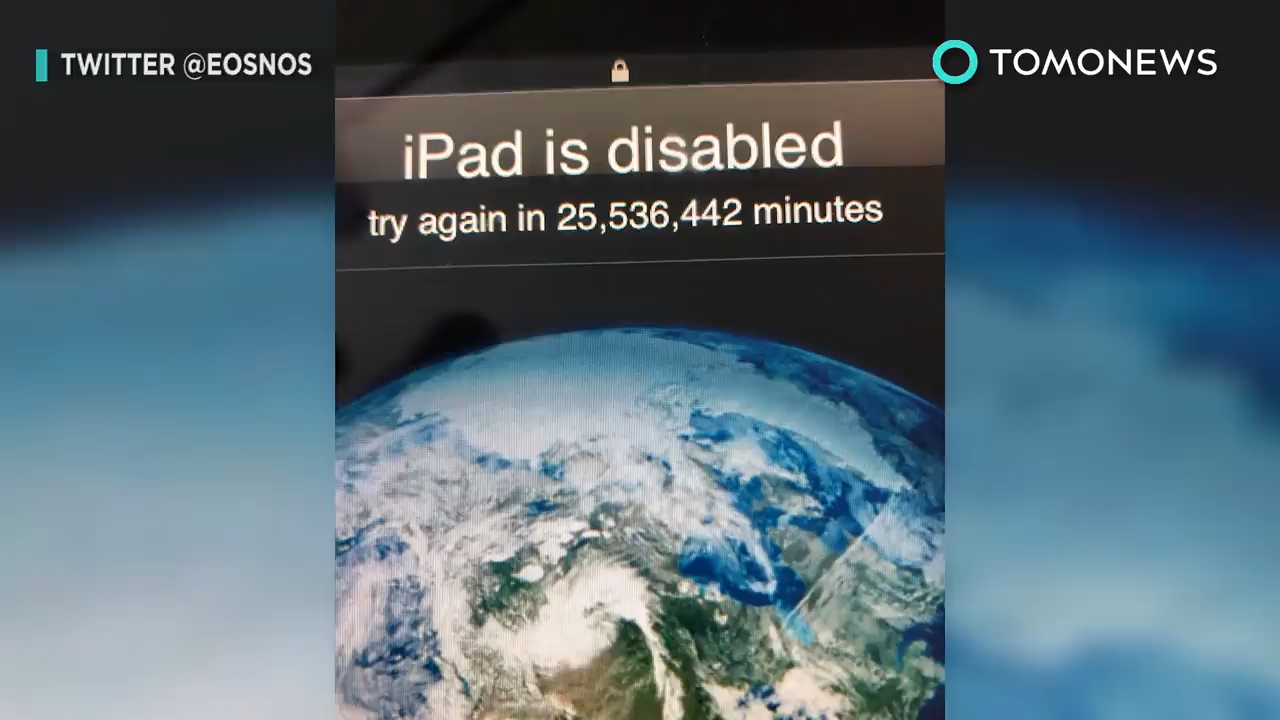 TWITTER @EOSNOS
TOMONEWS
iPad is disabled
try again in 25,536,442 minutes